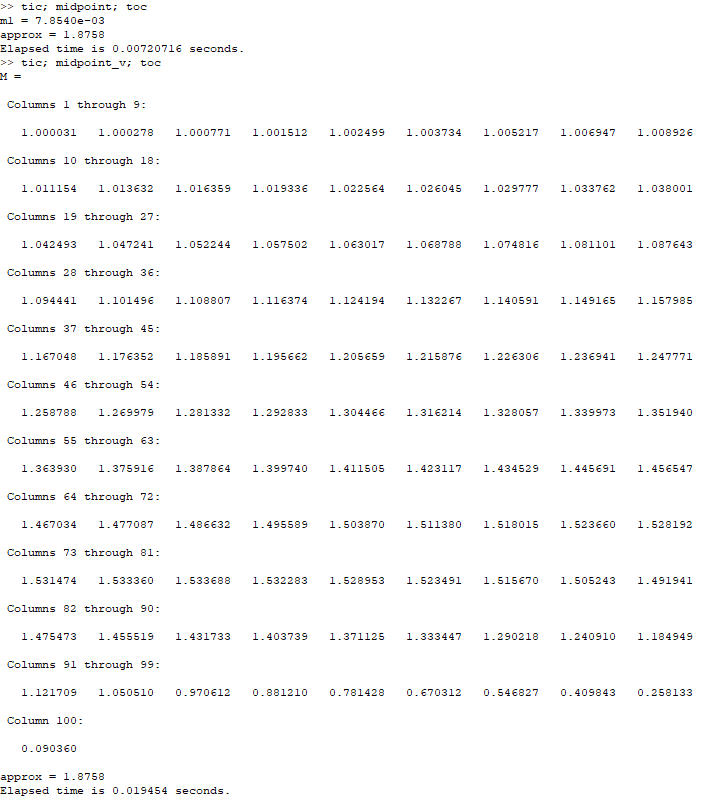 >> tic; midpoint; toc
m1 = 7.8540e-03
approx = 1.8758
Elapsed time is 0.00720716 seconds.
>> tic; midpoint_v; toc
M =
Columns 1 through 9:
1.000031 1.000278 1.000771 1.001512 1.002499 1.003734 1.005217 1.006947 1.008926
Columns 10 through 18:
1.011154 1.013632 1.016359 1.019336 1.022564 1.026045 1.029777 1.033762 1.038001
Columns 19 through 27:
1.042493 1.047241 1.052244 1.057502 1.063017 1.068788 1.074816 1.081101 1.087643
Columns 28 through 36:
1.094441 1.101496 1.108807 1.116374 1.124194 1.132267 1.140591 1.149165 1.157985
Columns 37 through 45:
1.167048 1.176352 1.185891 1.195662 1.205659 1.215876 1.226306 1.236941 1.247771
Columns 46 through 54:
1.258788 1.269979 1.281332 1.292833 1.304466 1.316214 1.328057 1.339973 1.351940
Columns 55 through 63:
1.363930 1.375916 1.387864 1.399740 1.411505 1.423117 1.434529 1.445691 1.456547
Columns 64 through 72:
1.467034 1.477087 1.486632 1.495589 1.503870 1.511380 1.518015 1.523660 1.528192
Columns 73 through 81:
1.531474 1.533360 1.533688 1.532283 1.528953 1.523491 1.515670 1.505243 1.491941
Columns 82 through 90:
1.475473 1.455519 1.431733 1.403739 1.371125 1.333447 1.290218 1.240910 1.184949
Columns 91 through 99:
1.121709 1.050510 0.970612 0.881210 0.781428 0.670312 0.546827 0.409843 0.258133
Column 100:
0.090360
approx = 1.8758
Elapsed time is 0.019454 seconds.